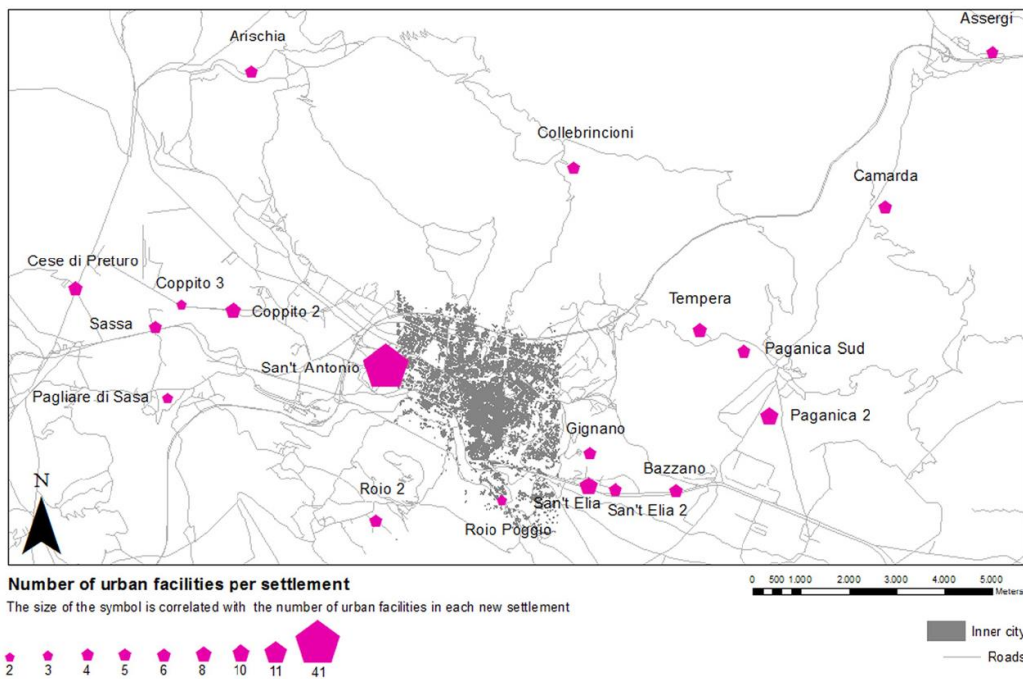 Assergi
Arischia
Collebrincioni
Camarda
Cese di Preturo
Coppito 3
Tempera
Sassa
Coppito 2
Paganica Sud
San't Antonio
Pagliare di Sasa
Paganica 2
Gignano
Bazzano
N
Roio 2
San't Elia
San't Elia 2
Roio Poggio
Number of urban facilities per settlement
The size of the symbol is correlated with the number of urban facilities in each new settlement
0 500 1.000 2.000 3.000 4.000 5.000
Meters
Inner city
Roads
2 3 4 5 6 8 10 11 41